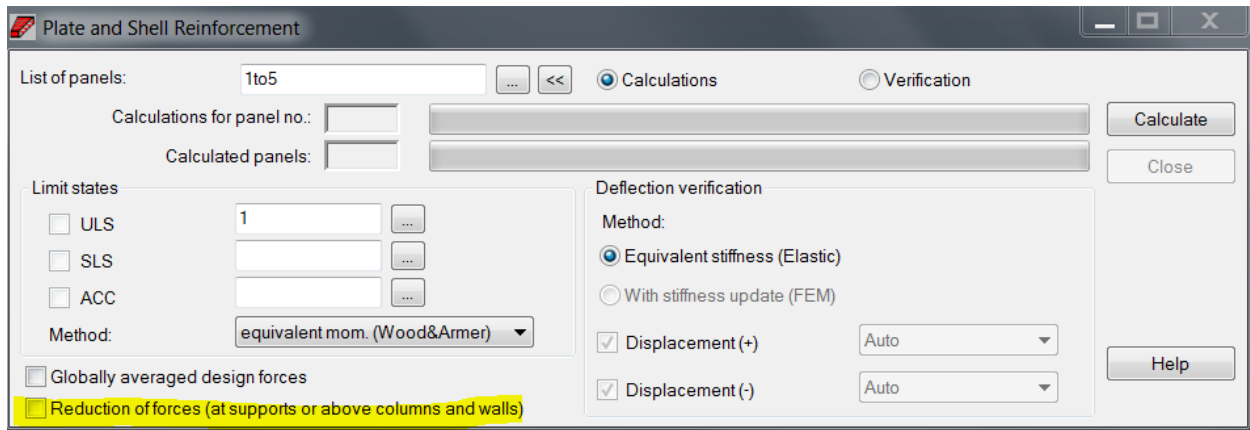 Plate and Shell Reinforcement
List of panels: 1to5 ... << Calculations Verification
Calculations for panel no.: Calculate
Calculated panels: Close
Limit states
ULS 1 ...
SLS ...
ACC ...
Method: equivalent mom. (Wood&Armer)
Globally averaged design forces
Reduction of forces (at supports or above columns and walls)
Deflection verification
Method:
Equivalent stiffness (Elastic)
With stiffness update (FEM)
Displacement (+) Auto
Displacement (-) Auto
Help